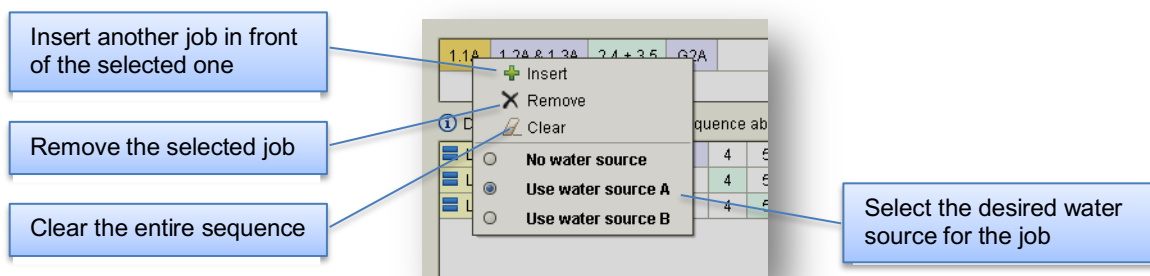 Insert another job in front
of the selected one
Remove the selected job
Clear the entire sequence
1.1A 1.2A & 1.3A 2.4 + 3.5 G2A
Insert
Remove
Clear
quence ab
No water source
Use water source A
Use water source B
4
4
4
Select the desired water
source for the job